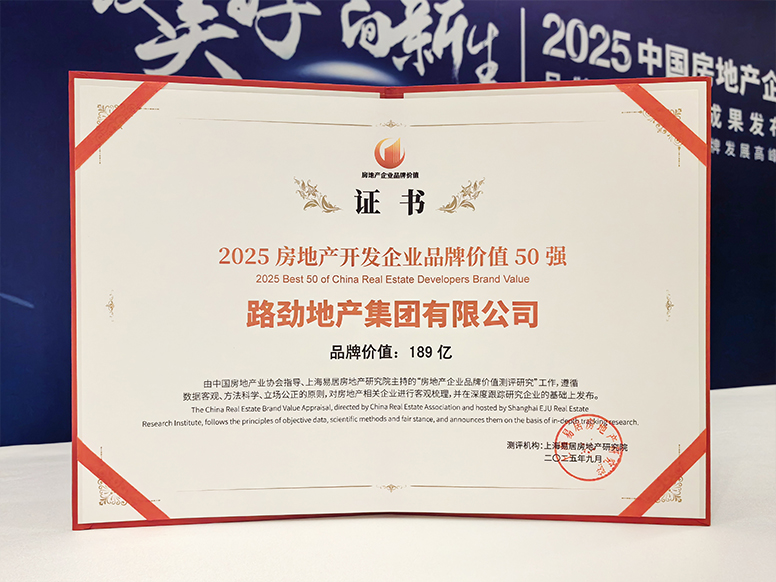 美好 向新生
2025中国房地产企
成果发布
牌发展高峰
房地产企业品牌价值
证书
2025 房地产开发企业品牌价值 50 强
2025 Best 50 of China Real Estate Developers Brand Value
路劲地产集团有限公司
品牌价值：189 亿
由中国房地产业协会指导、上海易居房地产研究院主持的“房地产企业品牌价值测评研究”工作，遵循
数据客观、方法科学、立场公正的原则，对房地产相关企业进行客观梳理，并在深度跟踪研究企业的基础上发布。
The China Real Estate Brand Value Appraisal, directed by China Real Estate Association and hosted by Shanghai EJU Real Estate
Research Institute, follows the principles of objective data, scientific methods and fair stance, and announces them on the basis of in-depth tracking research.
测评机构：上海易居房地产研究院
二〇二五年九月